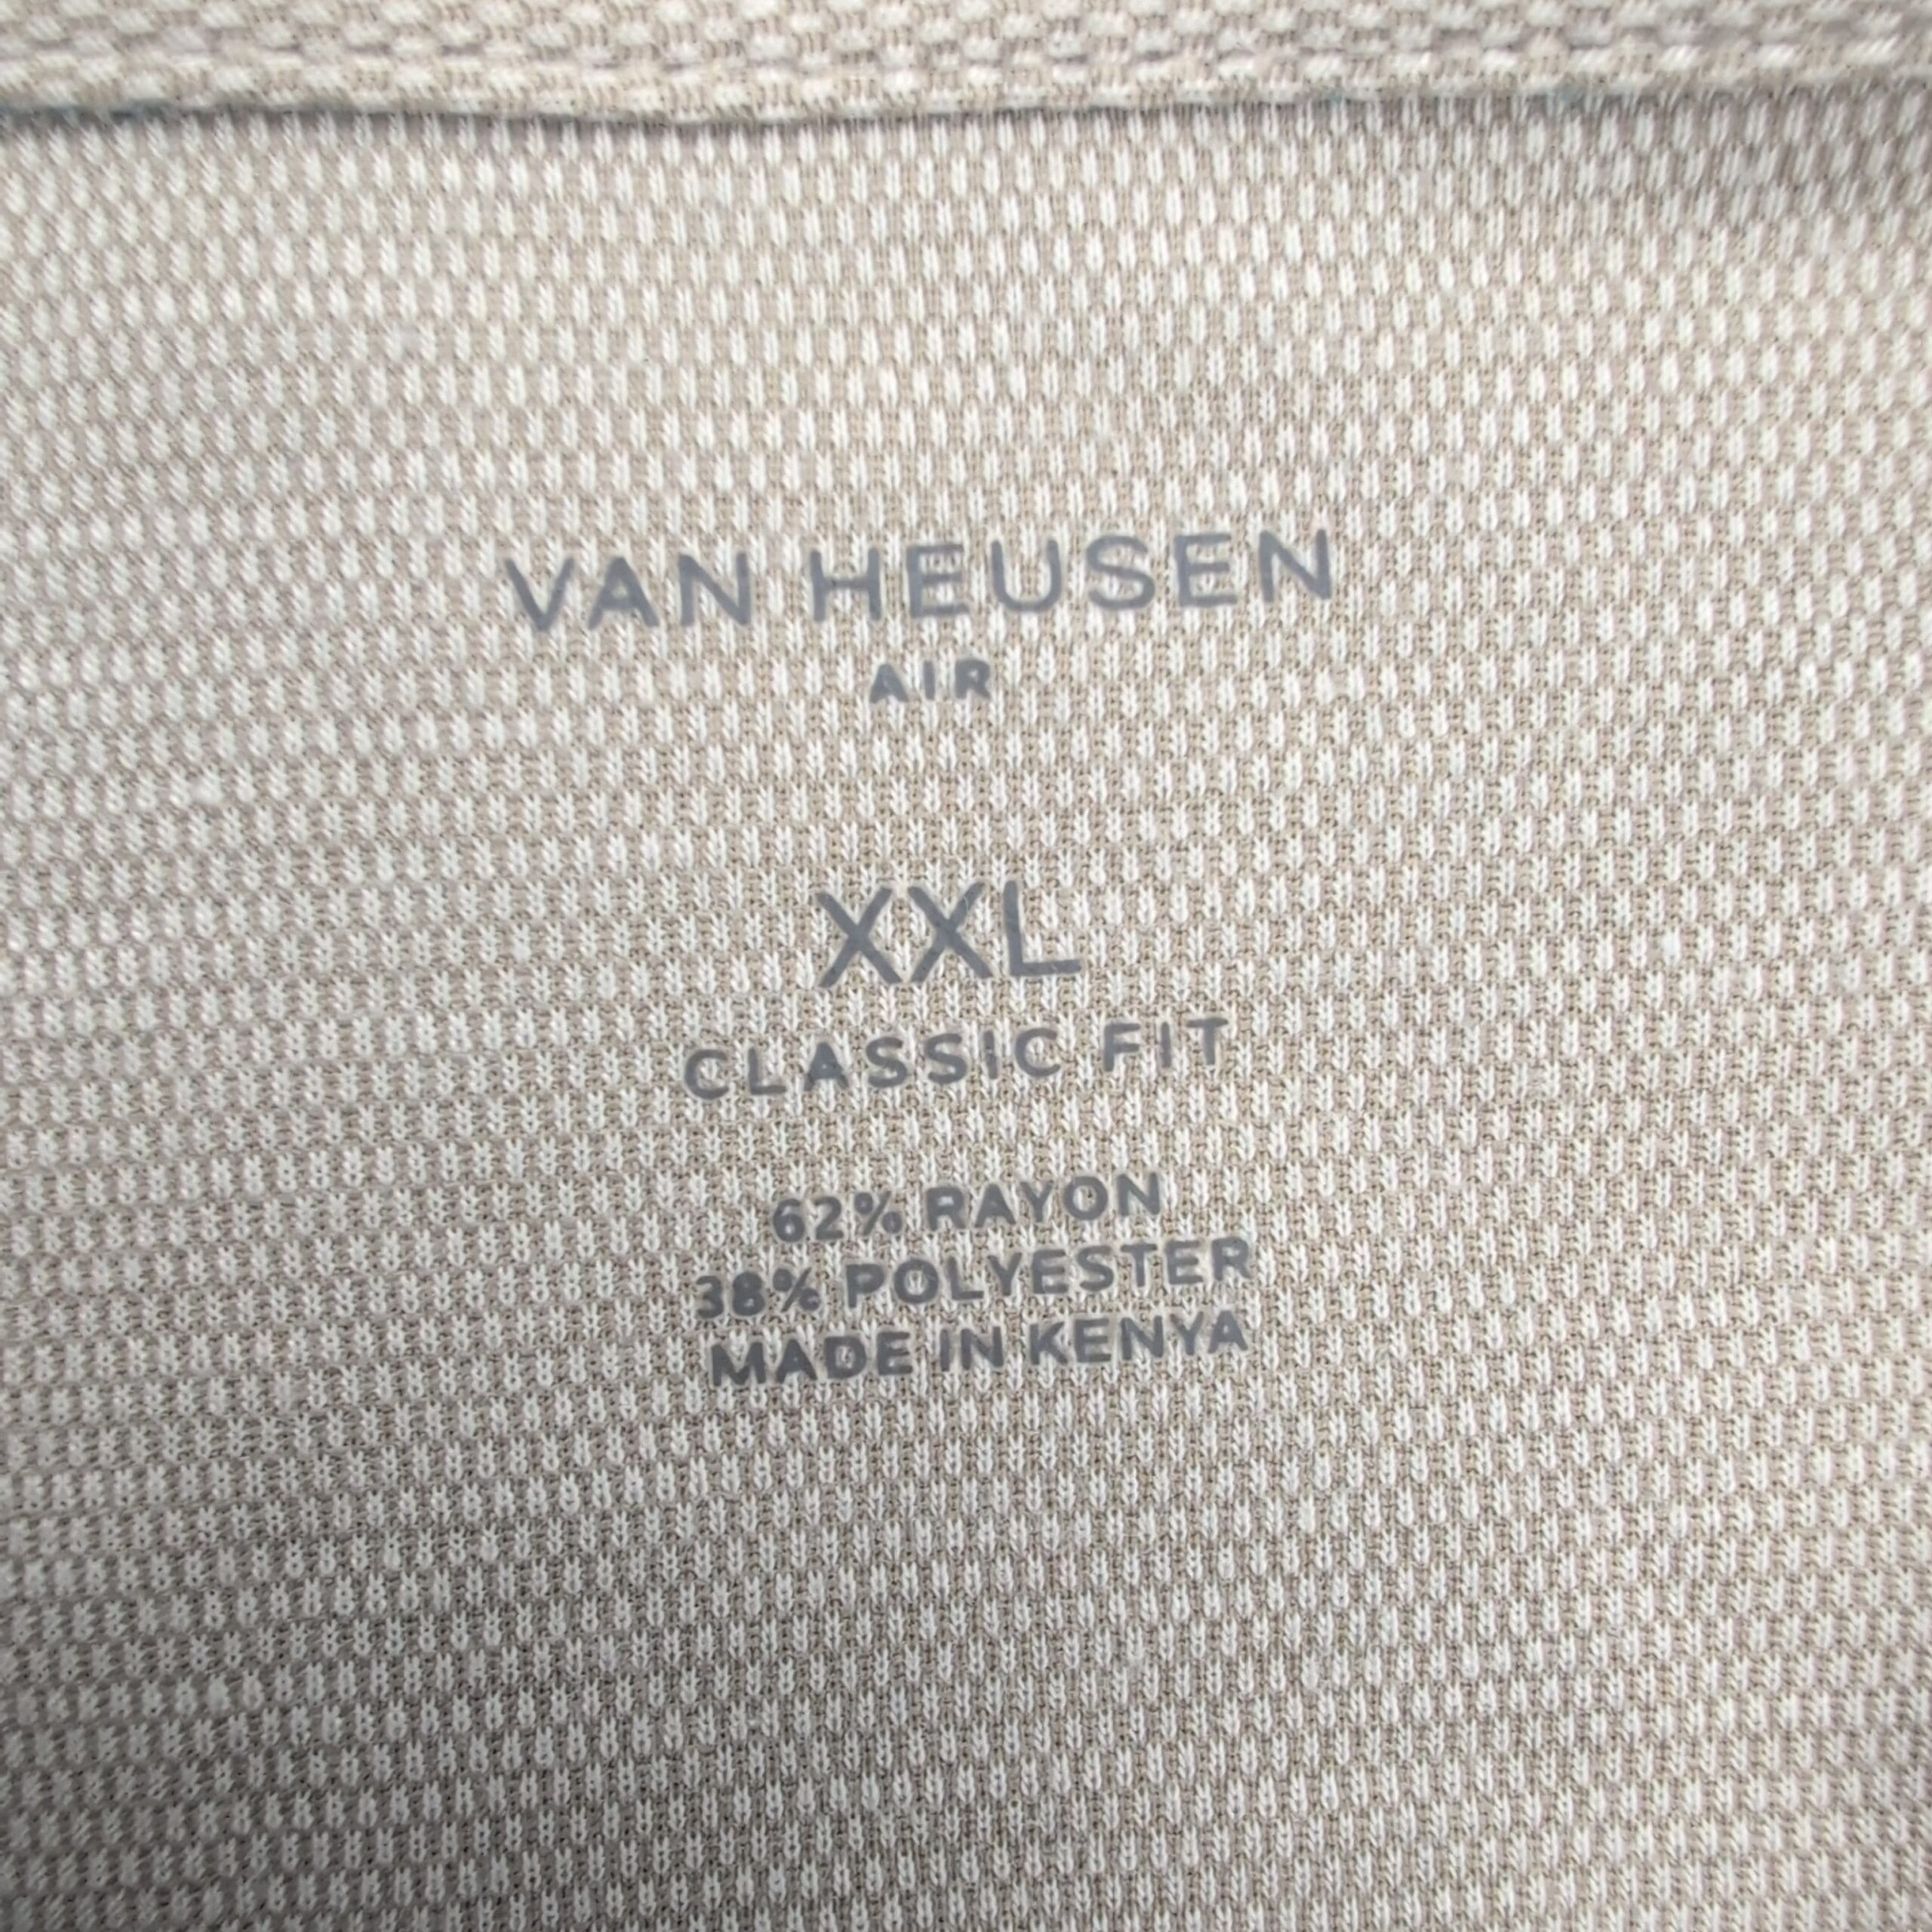 VAN HEUSEN
AIR
XXL
CLASSIC FIT
62% RAYON
38% POLYESTER
MADE IN KENYA